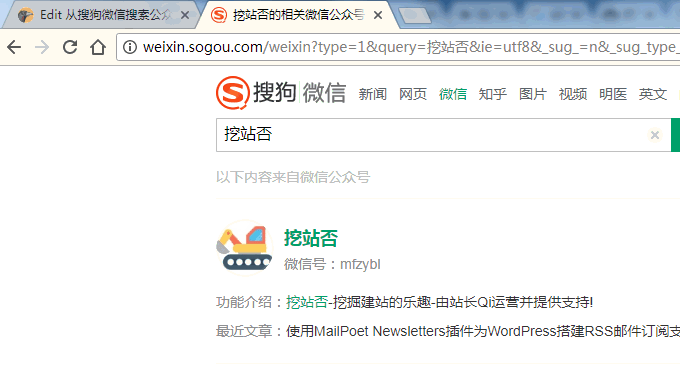 Edit 从搜狗微信搜素公众
挖站否的相关微信公众号
weixin.sogou.com/weixin?type=1&query=挖站否&ie=utf8&_sug_=n&_sug_type_
搜狗 微信 新闻 网页 微信 知乎 图片 视频 明医 英文
挖站否
以下内容来自微信公众号
挖站否
微信号：mfzybl
功能介绍：挖站否-挖掘建站的乐趣-由站长Qi运营并提供支持!
最近文章：使用MailPoet Newsletters插件为WordPress搭建RSS邮件订阅支